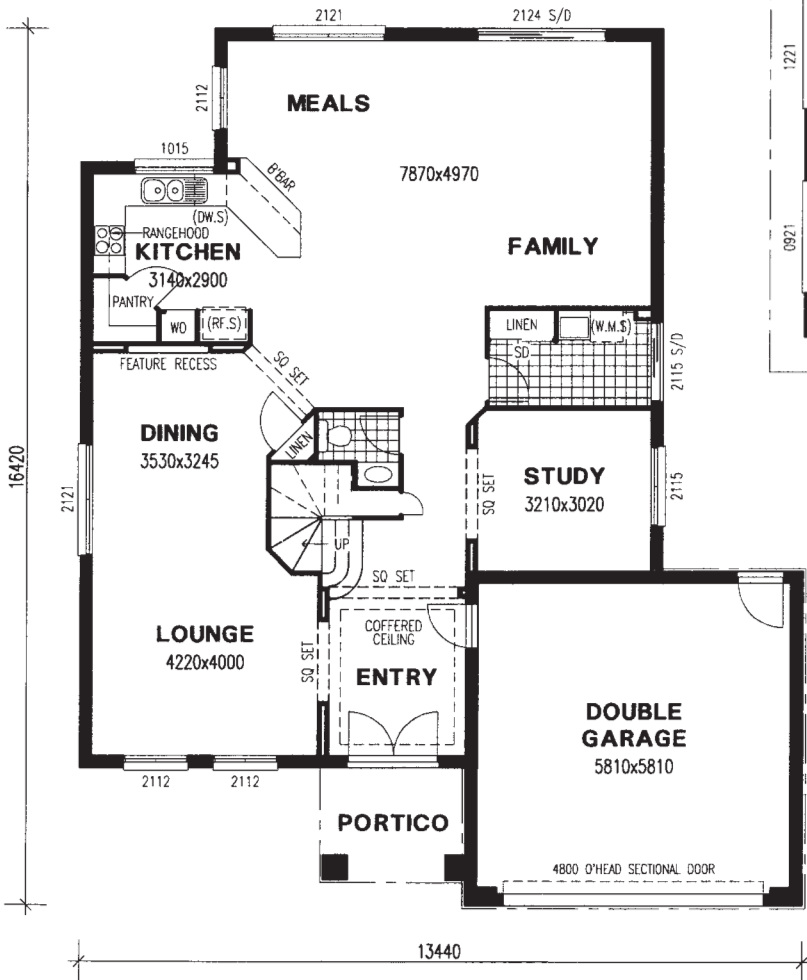 2121
2124 S/D
1221
2112
MEALS
1015
B'BAR
7870x4970
(DW.S)
RANGEHOOD
KITCHEN
3140x2900
FAMILY
0921
PANTRY
WO
(RF.S)
LINEN
(W.M.S)
SD
2115 S/D
FEATURE RECESS
SQ SET
DINING
3530x3245
LINEN
16420
2121
STUDY
3210x3020
SQ SET
2115
UP
SQ SET
LOUNGE
4220x4000
SQ SET
COFFERED
CEILING
ENTRY
DOUBLE
GARAGE
5810x5810
2112
2112
PORTICO
4800 O'HEAD SECTIONAL DOOR
13440